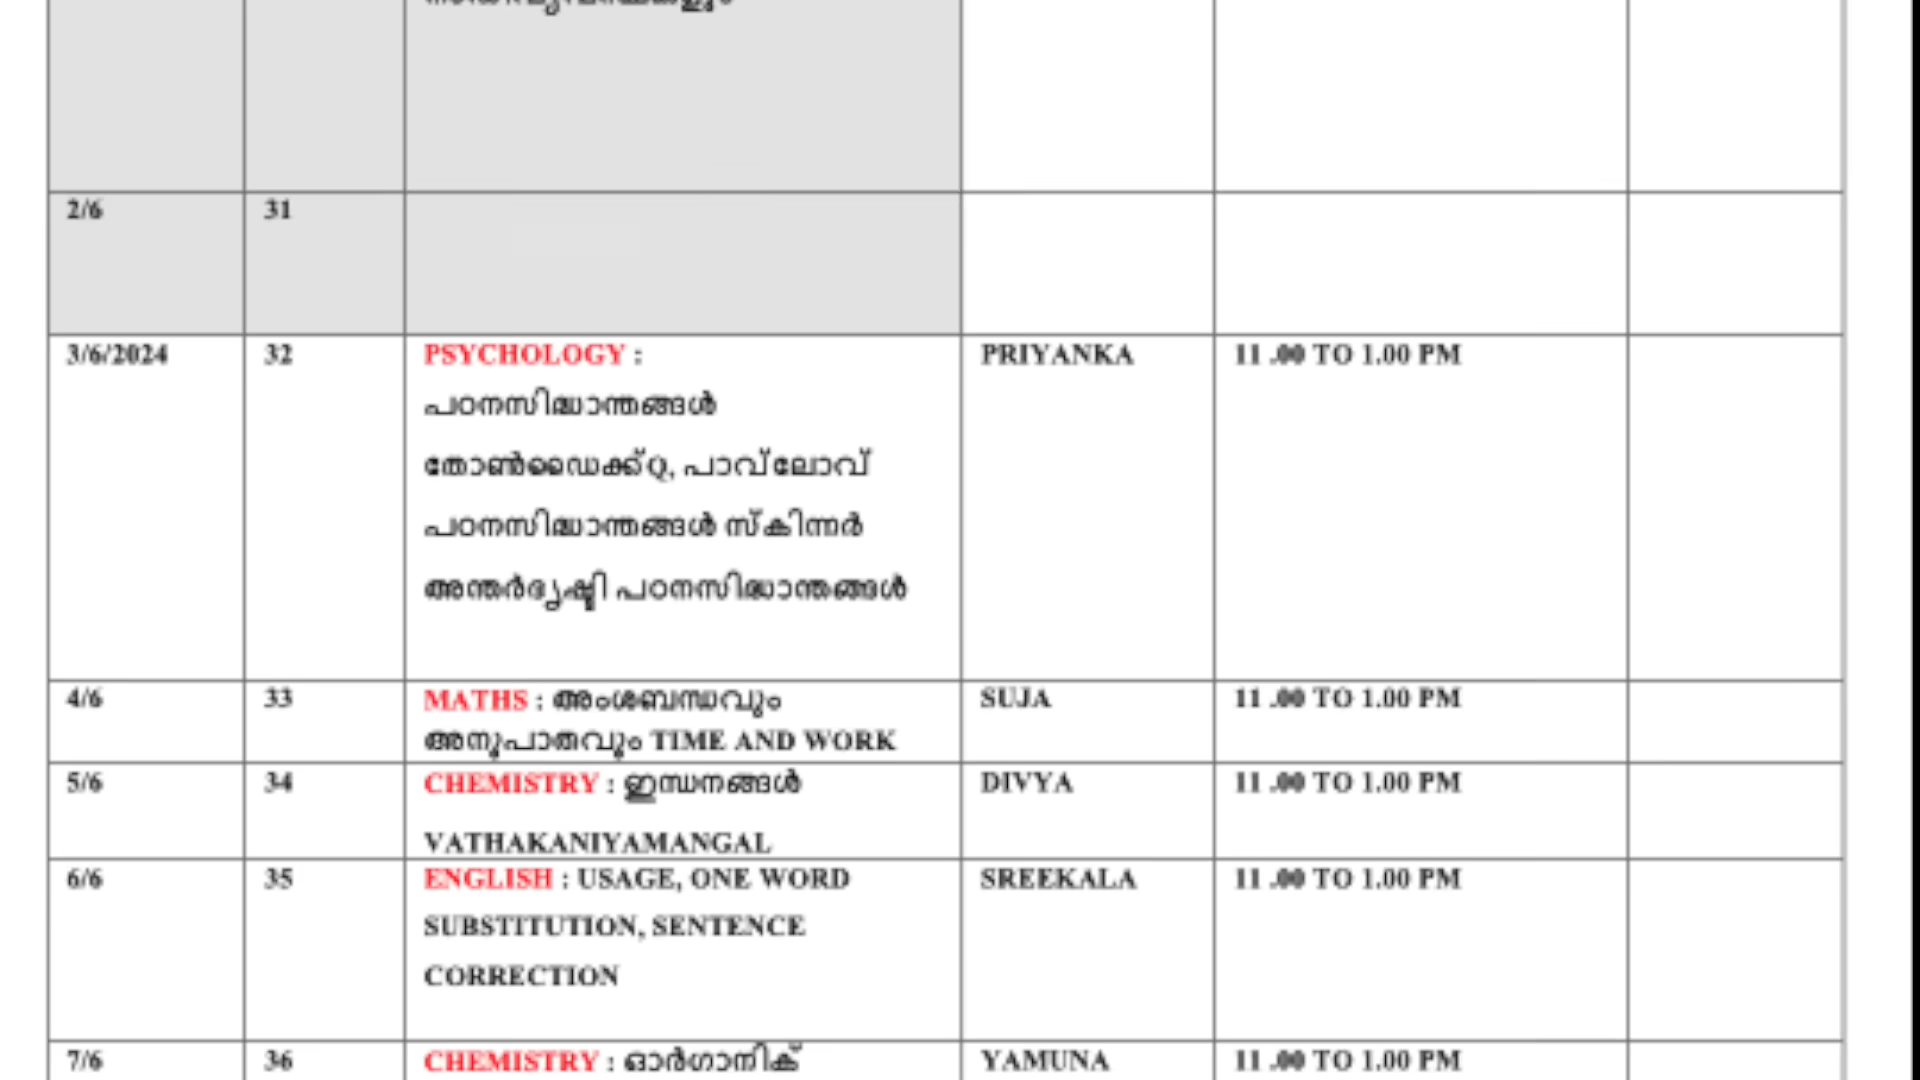 2/6 31
3/6/2024 32 PSYCHOLOGY : PRIYANKA 11 .00 TO 1.00 PM
പഠനസിദ്ധാന്തങ്ങൾ
തോൺഡൈക്ക്Q, പാവ്ലോവ്
പഠനസിദ്ധാന്തങ്ങൾ സ്കിന്നർ
അന്തർദൃഷ്ടി പഠനസിദ്ധാന്തങ്ങൾ
4/6 33 MATHS : അംശബന്ധവും SUJA 11 .00 TO 1.00 PM
അനുപാതവും TIME AND WORK
5/6 34 CHEMISTRY : ഇന്ധനങ്ങൾ DIVYA 11 .00 TO 1.00 PM
VATHAKANIYAMANGAL
6/6 35 ENGLISH : USAGE, ONE WORD SREEKALA 11 .00 TO 1.00 PM
SUBSTITUTION, SENTENCE
CORRECTION
7/6 36 CHEMISTRY : ഓർഗാനിക് YAMUNA 11 .00 TO 1.00 PM